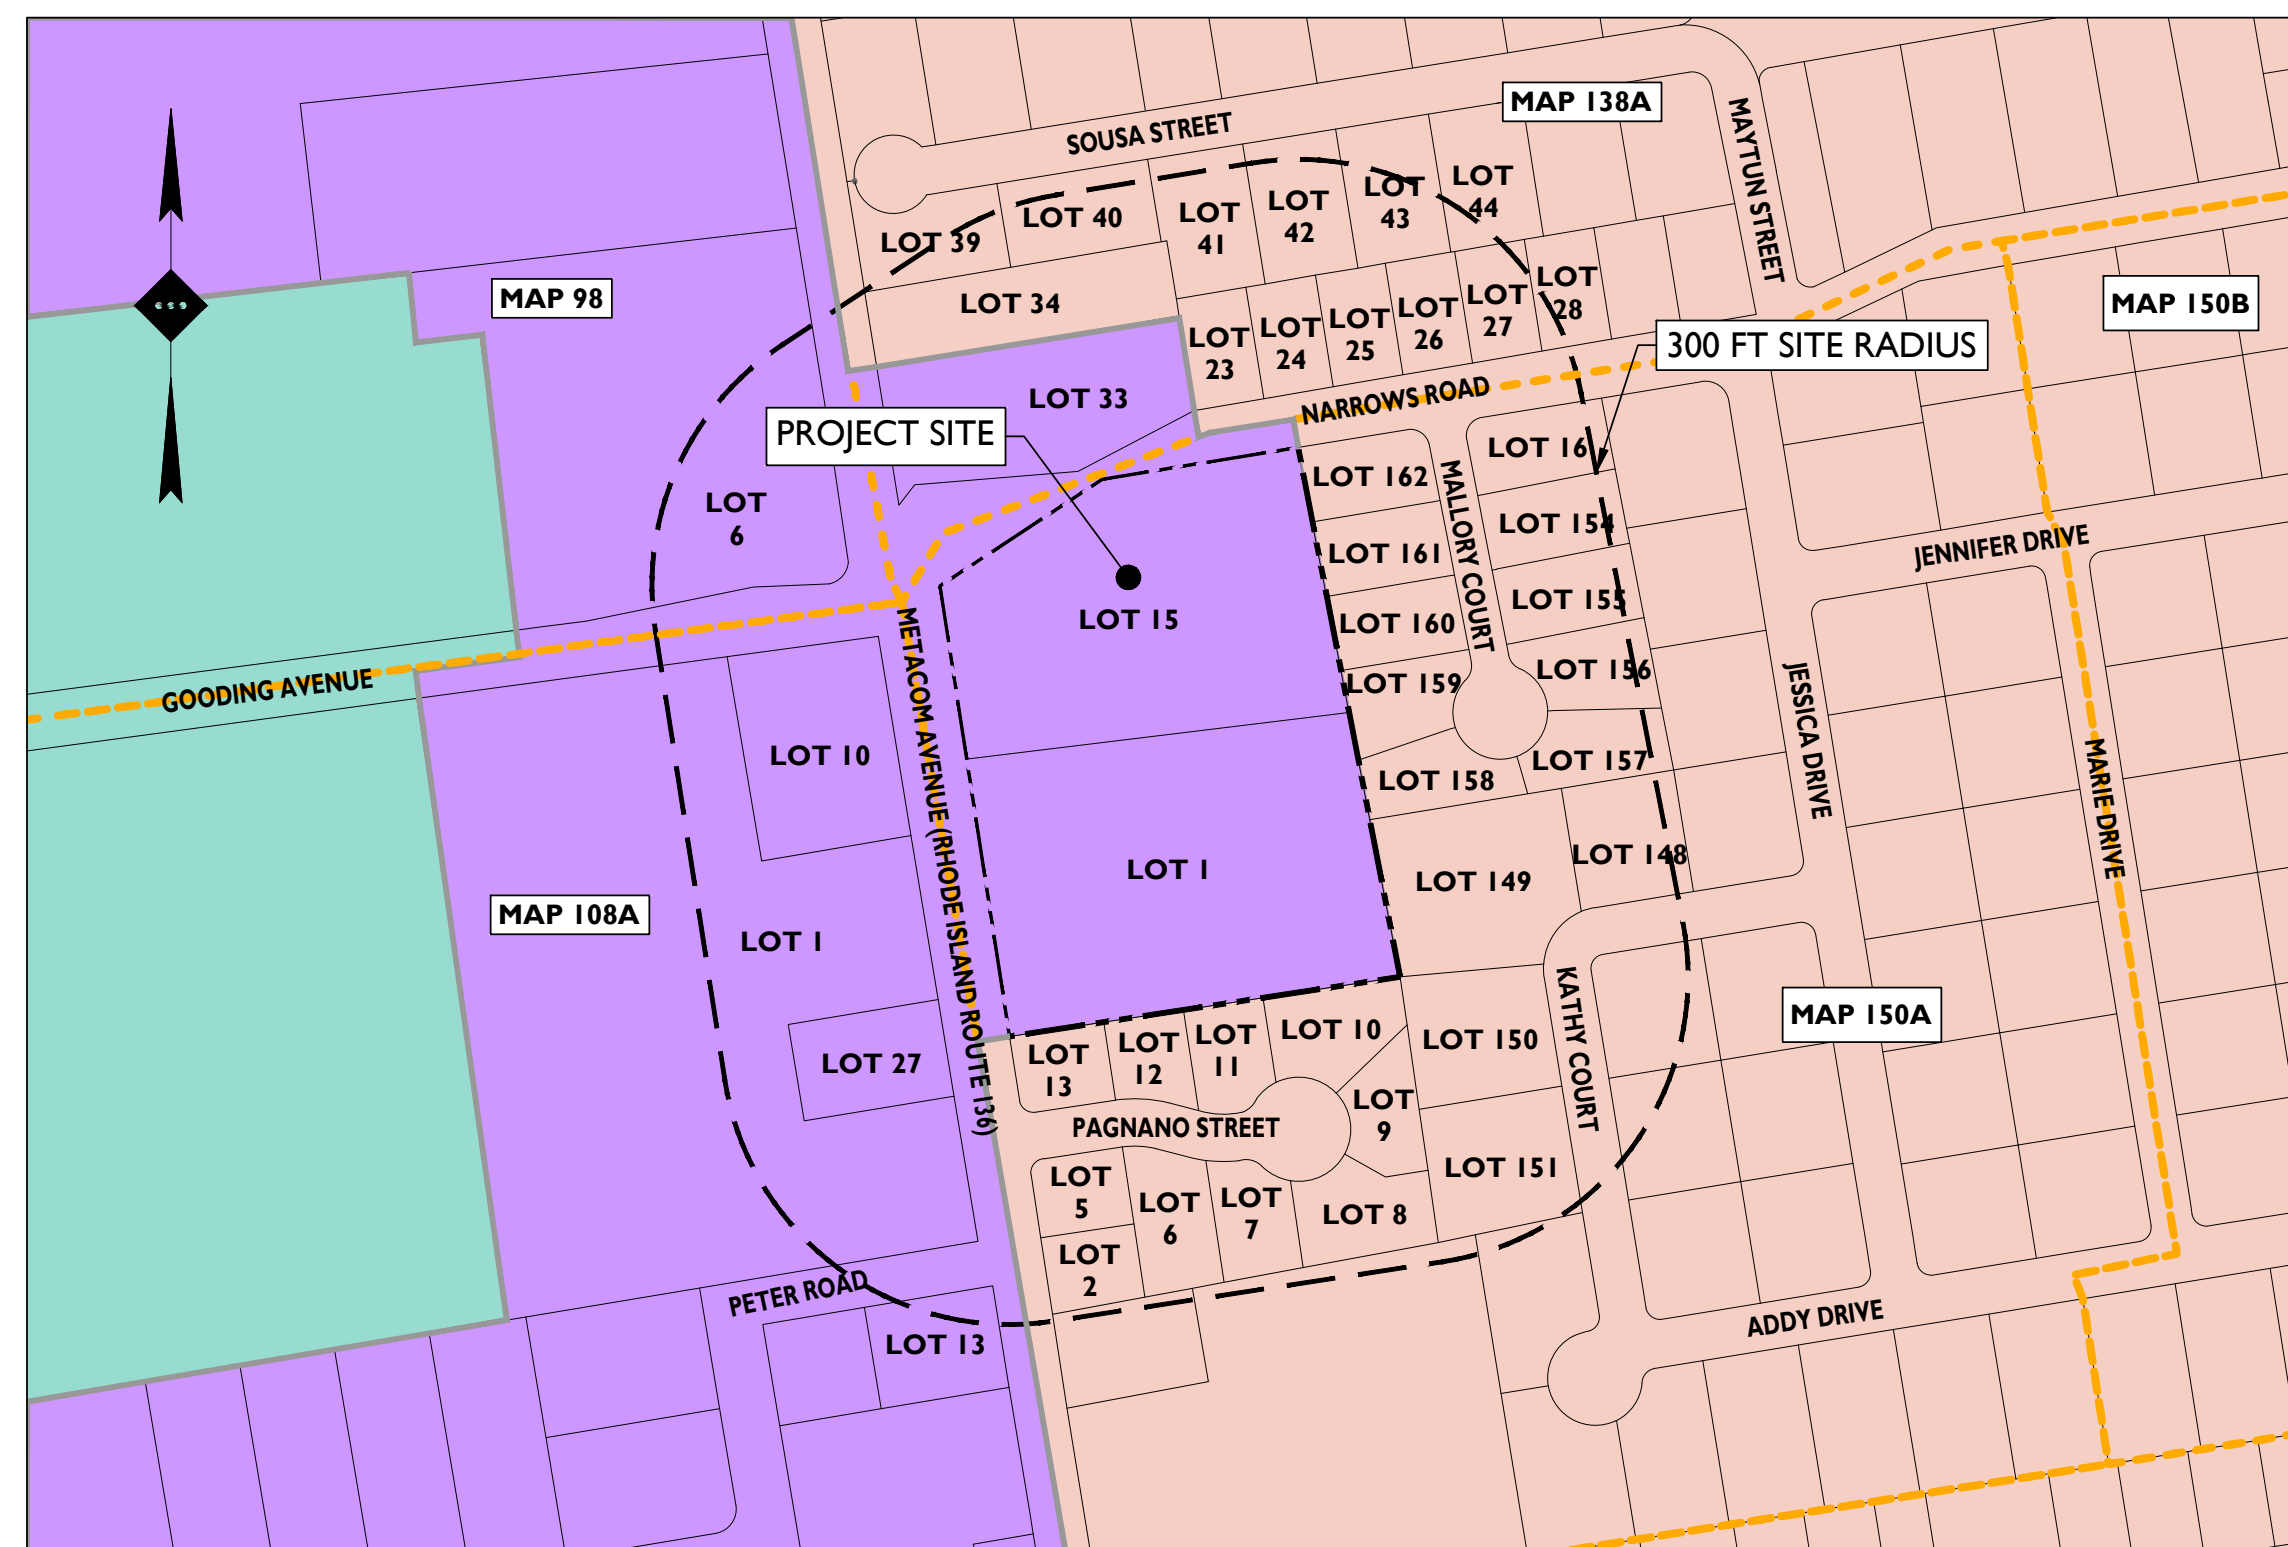 MAP 138A
SOUSA STREET
MAYTUN STREET
LOT 39
LOT 40
LOT
41
LOT
42
LOT
43
LOT
44
MAP 98
LOT 34
LOT
23
LOT
24
LOT
25
LOT
26
LOT
27
LOT
28
MAP 150B
300 FT SITE RADIUS
LOT 33
NARROWS ROAD
PROJECT SITE
LOT
6
LOT 162
LOT 16
LOT 161
LOT 154
MALLORY COURT
JENNIFER DRIVE
LOT 15
LOT 160
LOT 155
LOT 159
LOT 156
GOODING AVENUE
METACOM AVENUE (RHODE ISLAND ROUTE 136)
JESSICA DRIVE
LOT 10
LOT 158
LOT 157
MARIE DRIVE
LOT 1
LOT 149
LOT 148
MAP 108A
LOT 1
KATHY COURT
MAP 150A
LOT 27
LOT
13
LOT
12
LOT
11
LOT 10
LOT 150
PAGNANO STREET
LOT
9
LOT 151
LOT
5
LOT
6
LOT
7
LOT 8
LOT
2
PETER ROAD
LOT 13
ADDY DRIVE